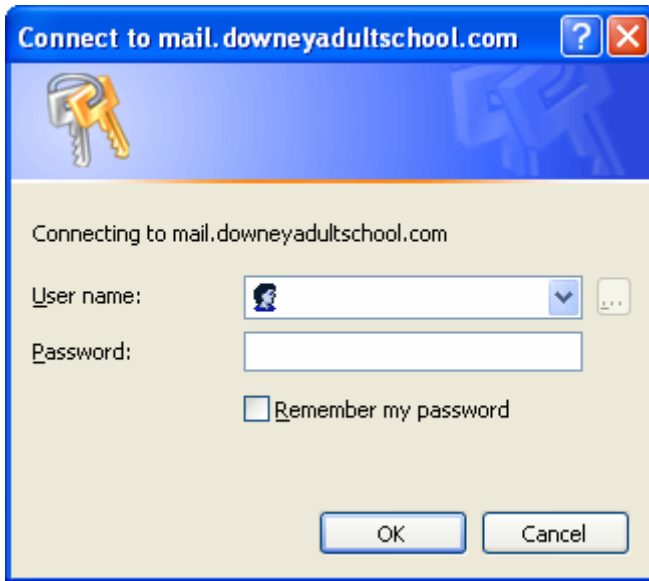 Connect to mail.downeyadultschool.com
Connecting to mail.downeyadultschool.com
User name:
...
Password:
Remember my password
OK Cancel